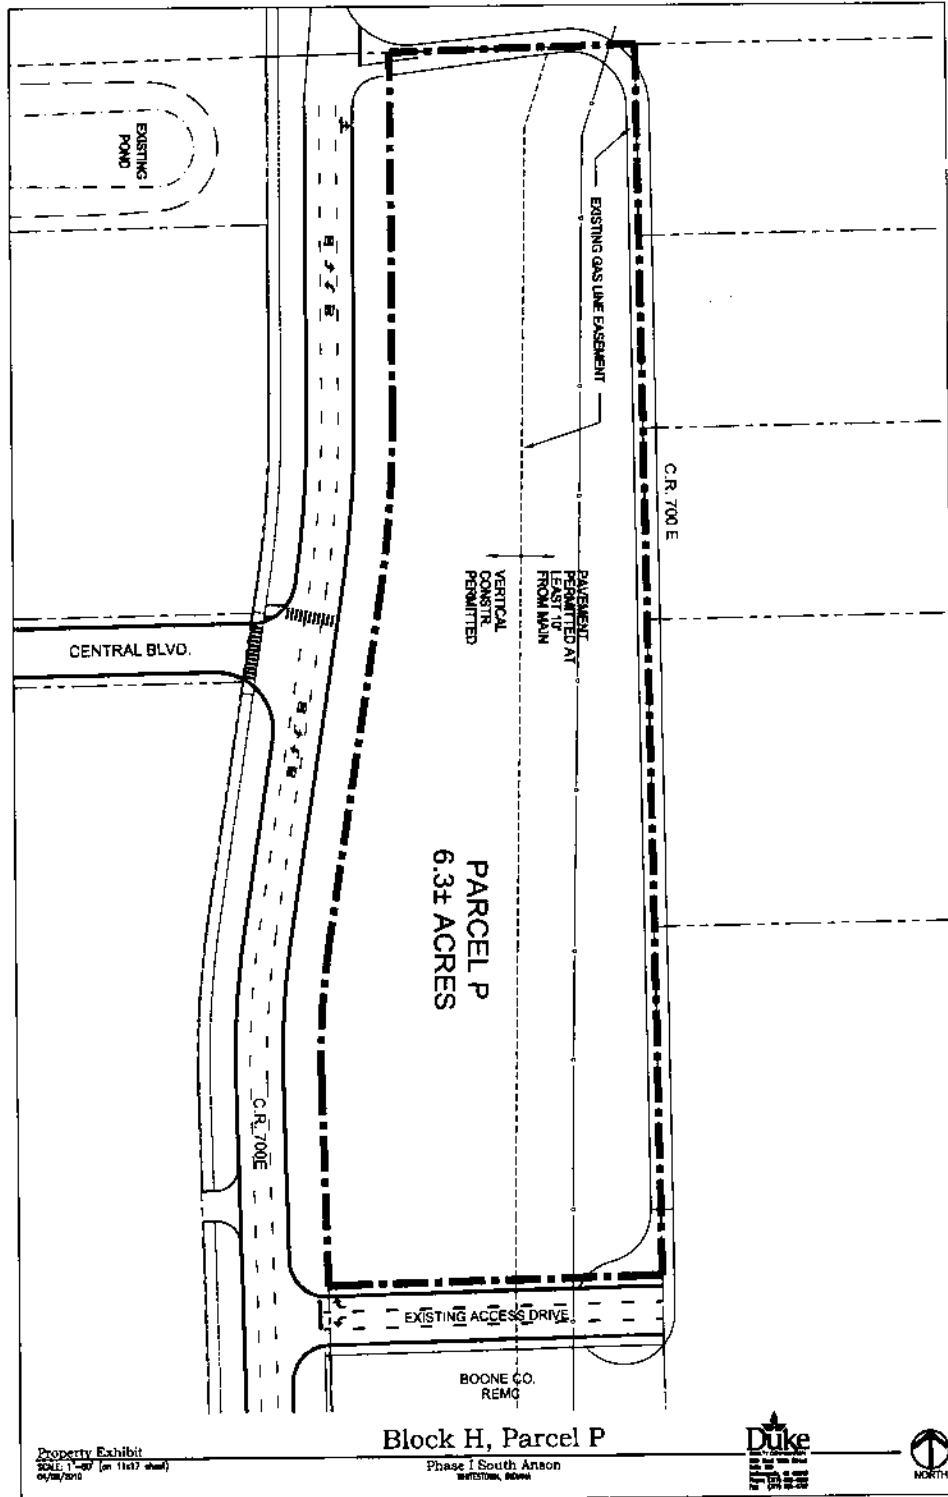 EXISTING
POND
EXISTING GAS LINE EASEMENT
C.R. 700 E
PAVEMENT
PERMITTED AT
LEAST 10'
FROM MAIN
VERTICAL
CONSTR.
PERMITTED
CENTRAL BLVD.
PARCEL P
6.3± ACRES
C.R. 700E
EXISTING ACCESS DRIVE
BOONE CO.
REMC
Property Exhibit
Block H, Parcel P
Phase I South Anson
WHITESTOWN, INDIANA
Duke
NORTH